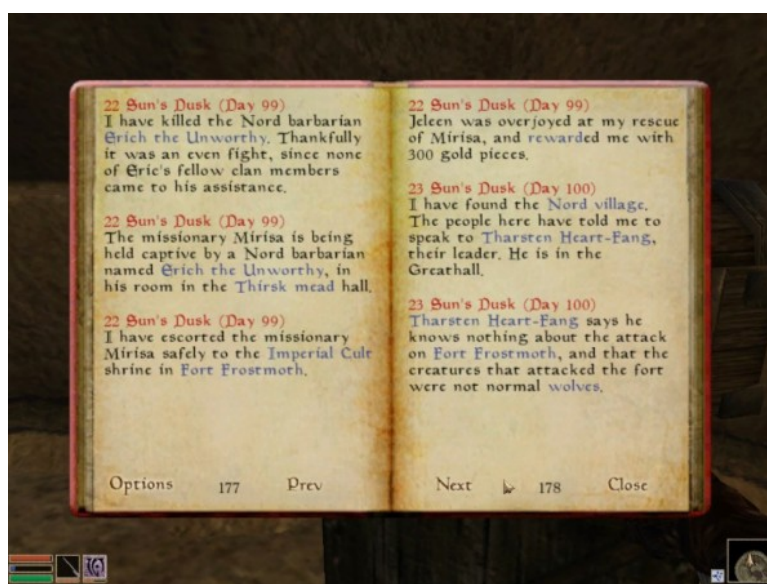 22 Sun's Dusk (Day 99)
I have killed the Nord barbarian
Erich the Unworthy. Thankfully
it was an even fight, since none
of Eric's fellow clan members
came to his assistance.
22 Sun's Dusk (Day 99)
The missionary Mirisa is being
held captive by a Nord barbarian
named Erich the Unworthy, in
his room in the Thirsk mead hall.
22 Sun's Dusk (Day 99)
I have escorted the missionary
Mirisa safely to the Imperial Cult
shrine in Fort Frostmoth.
Options 177 Prev
22 Sun's Dusk (Day 99)
Jeleen was overjoyed at my rescue
of Mirisa, and rewarded me with
300 gold pieces.
23 Sun's Dusk (Day 100)
I have found the Nord village.
The people here have told me to
speak to Tharsten Heart-Fang,
their leader. He is in the
Greathall.
23 Sun's Dusk (Day 100)
Tharsten Heart-Fang says he
knows nothing about the attack
on Fort Frostmoth, and that the
creatures that attacked the fort
were not normal wolves.
Next 178 Close